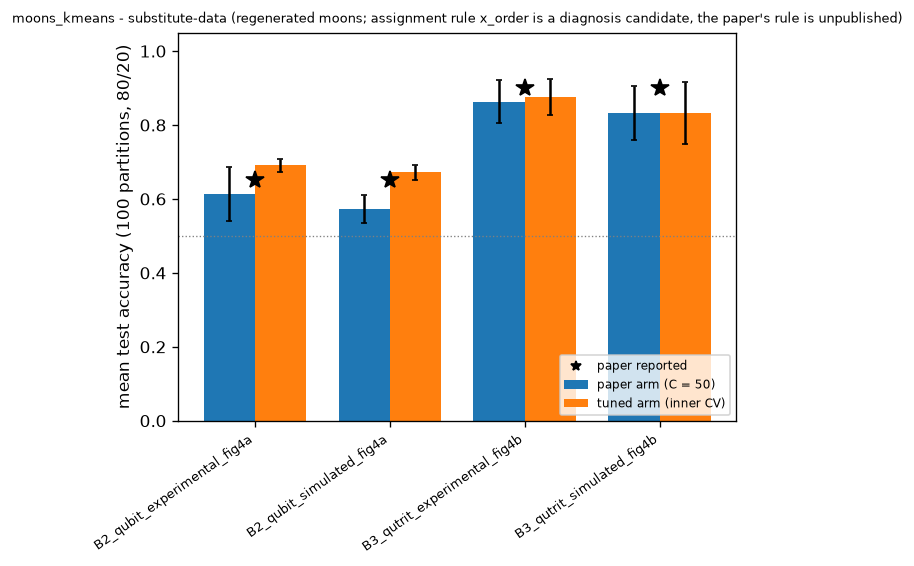 moons_kmeans - substitute-data (regenerated moons; assignment rule x_order is a diagnosis candidate, the paper's rule is unpublished)
mean test accuracy (100 partitions, 80/20)
1.0
0.8
0.6
0.4
0.2
0.0
paper reported
paper arm (C = 50)
tuned arm (inner CV)
B2_qubit_experimental_fig4a
B2_qubit_simulated_fig4a
B3_qutrit_experimental_fig4b
B3_qutrit_simulated_fig4b